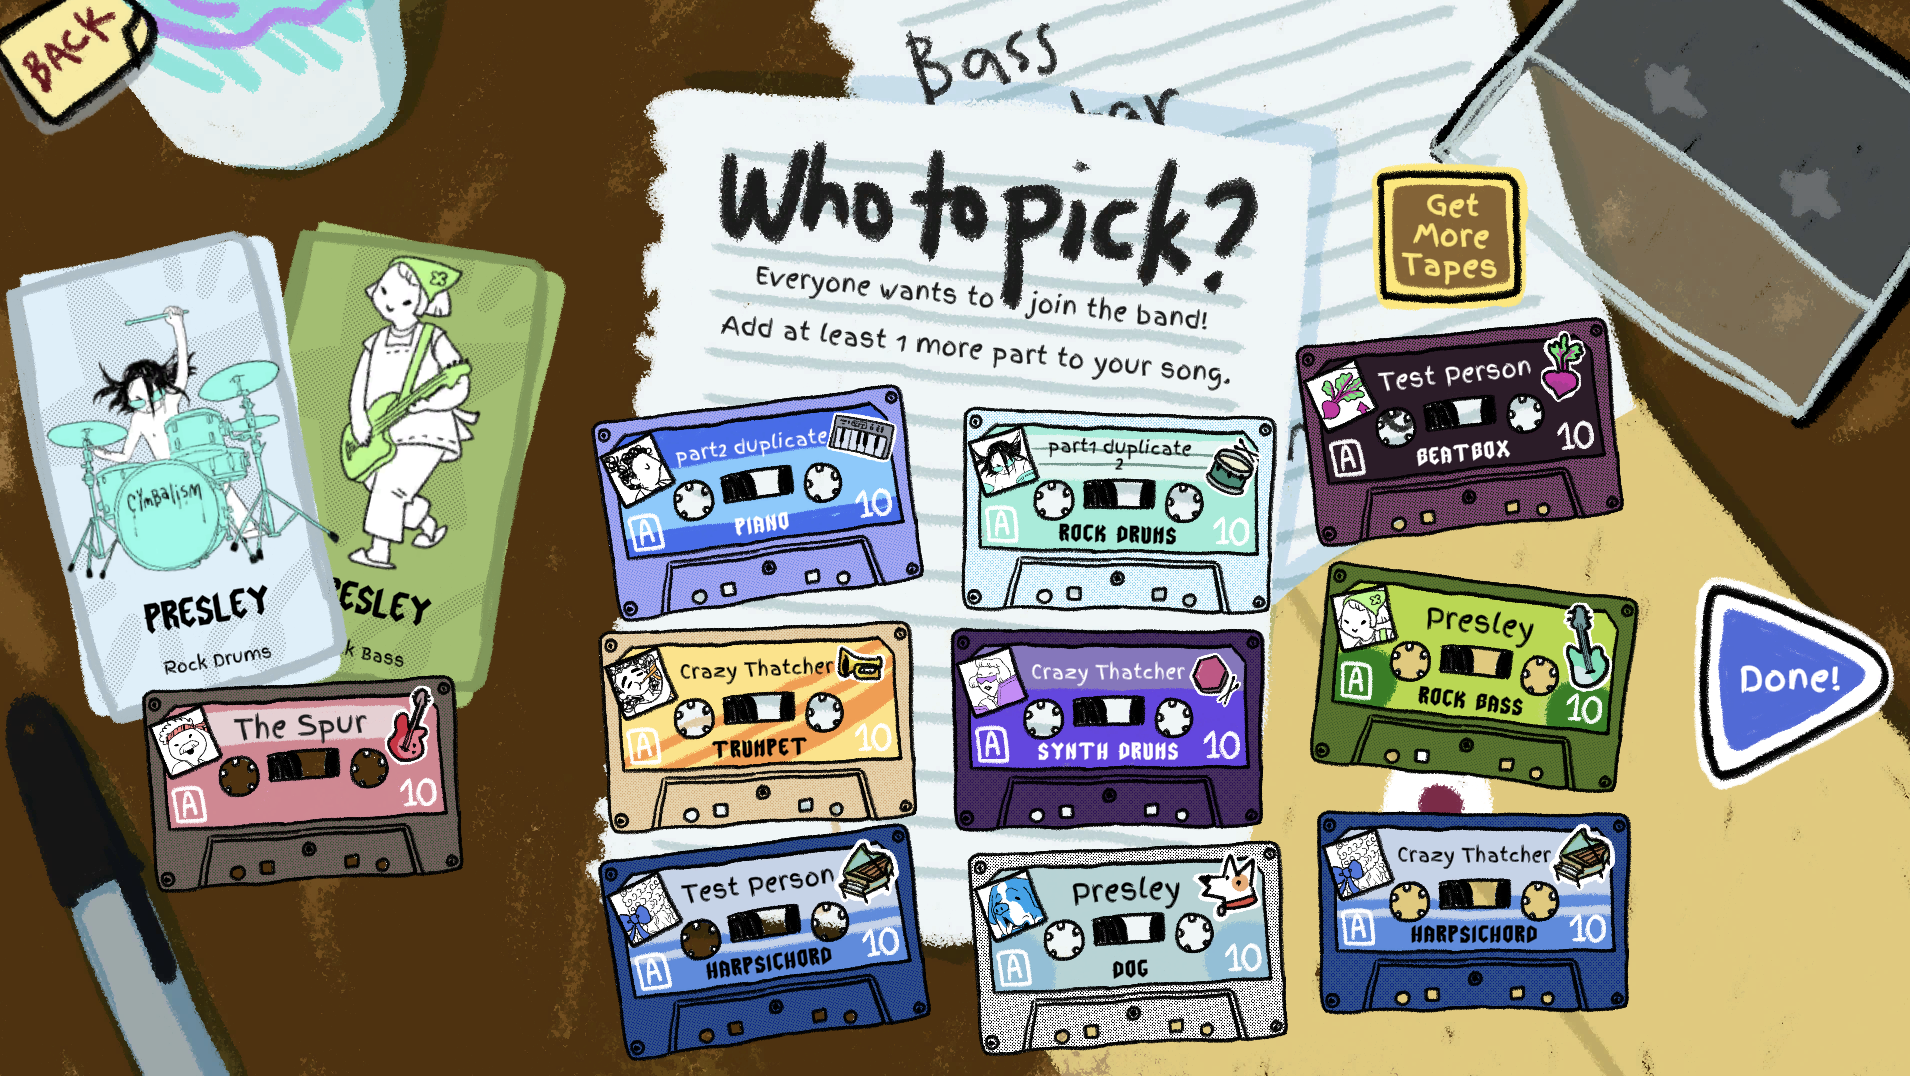 BACK
Bass
Who to pick?
Everyone wants to join the band!
Add at least 1 more part to your song.
Get
More
Tapes
CYMBALISM
PRESLEY
Rock Drums
Bass
The Spur
A
10
part2 duplicate
A
PIANO
10
part1 duplicate
2
A
ROCK DRUMS
10
Test Person
A
BEATBOX
10
Crazy Thatcher
A
TRUMPET
10
Crazy Thatcher
A
SYNTH DRUMS
10
Presley
A
ROCK BASS
10
Test Person
A
HARPSICHORD
10
Presley
A
DOG
10
Crazy Thatcher
A
HARPSICHORD
10
Done!